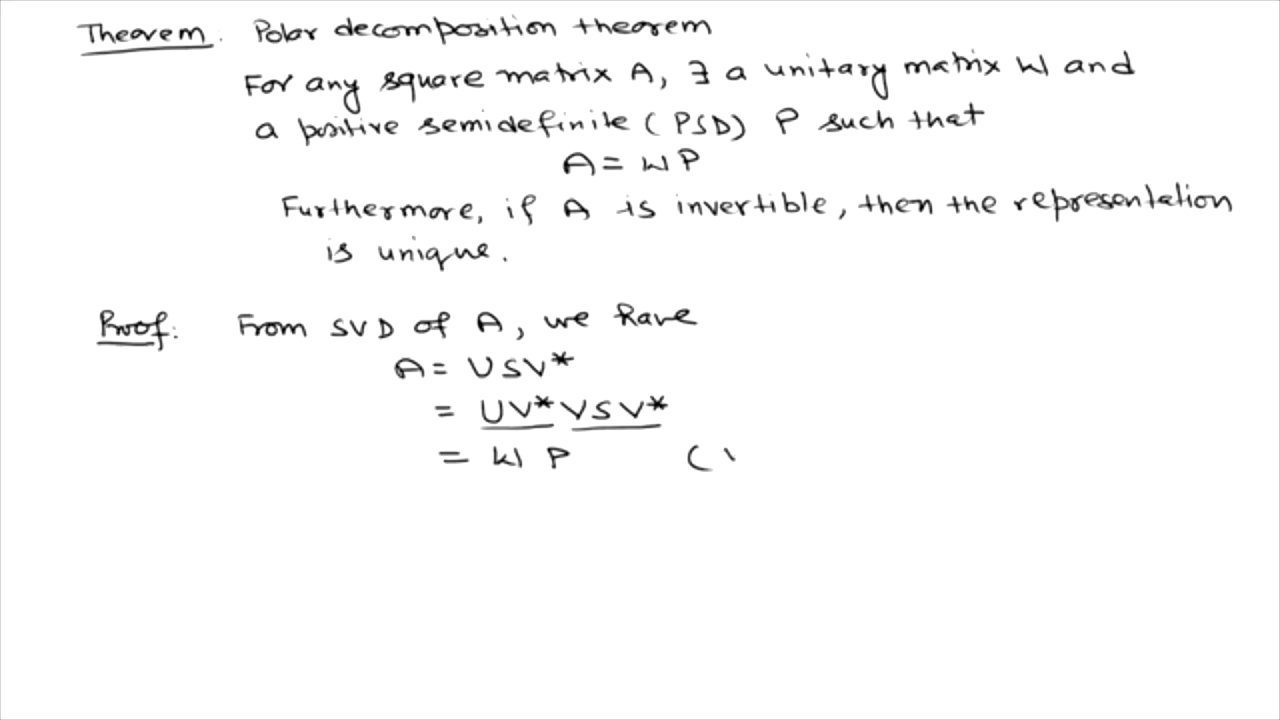 Theorem. Polar decomposition theorem
For any square matrix A, ∃ a unitary matrix W and
a positive semidefinite (PSD) P such that
A = WP
Furthermore, if A is invertible, then the representation
is unique.
Proof: From SVD of A, we have
A = USV*
= UV* VSV*
= W P (